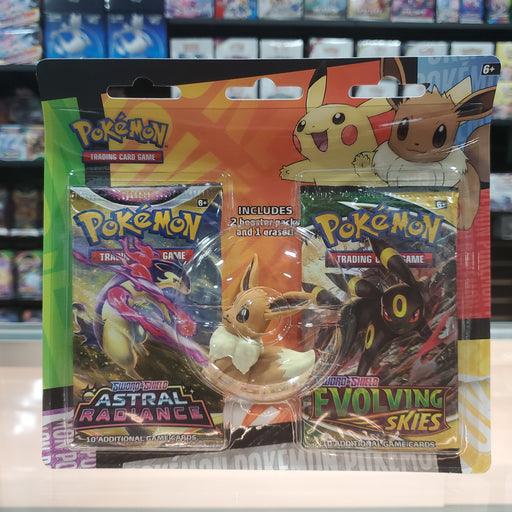 6+
POKéMON
TRADING CARD GAME
INCLUDES
2 booster packs
and 1 eraser!
6+
POKéMON
TRADING CARD GAME
SWORD & SHIELD
ASTRAL
RADIANCE
10 ADDITIONAL GAME CARDS
6+
POKéMON
TRADING CARD GAME
SWORD & SHIELD
EVOLVING
SKIES
10 ADDITIONAL GAME CARDS
POKÉMON